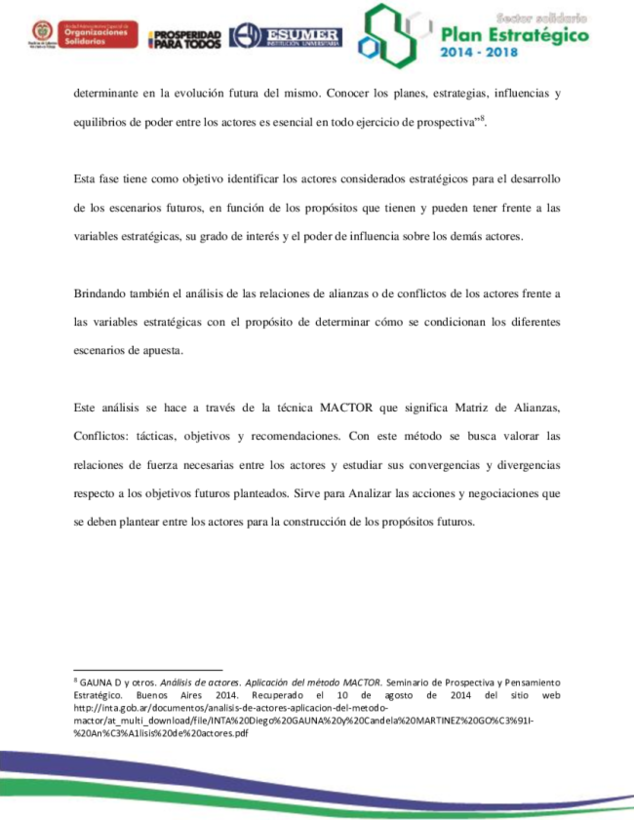 Unidad Administrativa Especial de
Organizaciones
Solidarias
PROSPERIDAD
PARA TODOS
ESUMER
INSTITUCIÓN UNIVERSITARIA
Sector solidario
Plan Estratégico
2014 - 2018
determinante en la evolución futura del mismo. Conocer los planes, estrategias, influencias y
equilibrios de poder entre los actores es esencial en todo ejercicio de prospectiva”⁸.
Esta fase tiene como objetivo identificar los actores considerados estratégicos para el desarrollo
de los escenarios futuros, en función de los propósitos que tienen y pueden tener frente a las
variables estratégicas, su grado de interés y el poder de influencia sobre los demás actores.
Brindando también el análisis de las relaciones de alianzas o de conflictos de los actores frente a
las variables estratégicas con el propósito de determinar cómo se condicionan los diferentes
escenarios de apuesta.
Este análisis se hace a través de la técnica MACTOR que significa Matriz de Alianzas,
Conflictos: tácticas, objetivos y recomendaciones. Con este método se busca valorar las
relaciones de fuerza necesarias entre los actores y estudiar sus convergencias y divergencias
respecto a los objetivos futuros planteados. Sirve para Analizar las acciones y negociaciones que
se deben plantear entre los actores para la construcción de los propósitos futuros.
⁸ GAUNA D y otros. Análisis de actores. Aplicación del método MACTOR. Seminario de Prospectiva y Pensamiento
Estratégico. Buenos Aires 2014. Recuperado el 10 de agosto de 2014 del sitio web
http://inta.gob.ar/documentos/analisis-de-actores-aplicacion-del-metodo-
mactor/at_multi_download/file/INTA%20Diego%20GAUNA%20y%20Candela%20MARTINEZ%20GO%C3%91I-
%20An%C3%A1lisis%20de%20actores.pdf